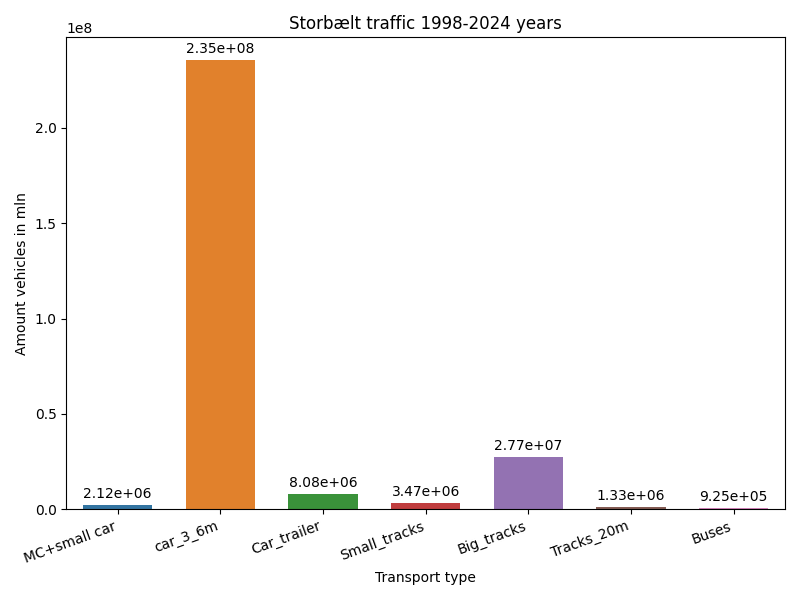 Storbælt traffic 1998-2024 years
1e8
2.35e+08
2.0
1.5
1.0
0.5
0.0
Amount vehicles in mln
2.12e+06
8.08e+06
3.47e+06
2.77e+07
1.33e+06
9.25e+05
MC+small car
car_3_6m
Car_trailer
Small_tracks
Big_tracks
Tracks_20m
Buses
Transport type